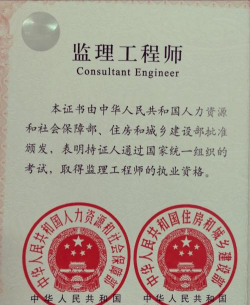 监理工程师
Consultant Engineer
本证书由中华人民共和国人力资源
和社会保障部、住房和城乡建设部批准
颁发，表明持证人通过国家统一组织的
考试，取得监理工程师的执业资格。
中华人民共和国人力资源和社会保障部
中华人民共和国住房和城乡建设部
中华人民共和国
中华人民共和国